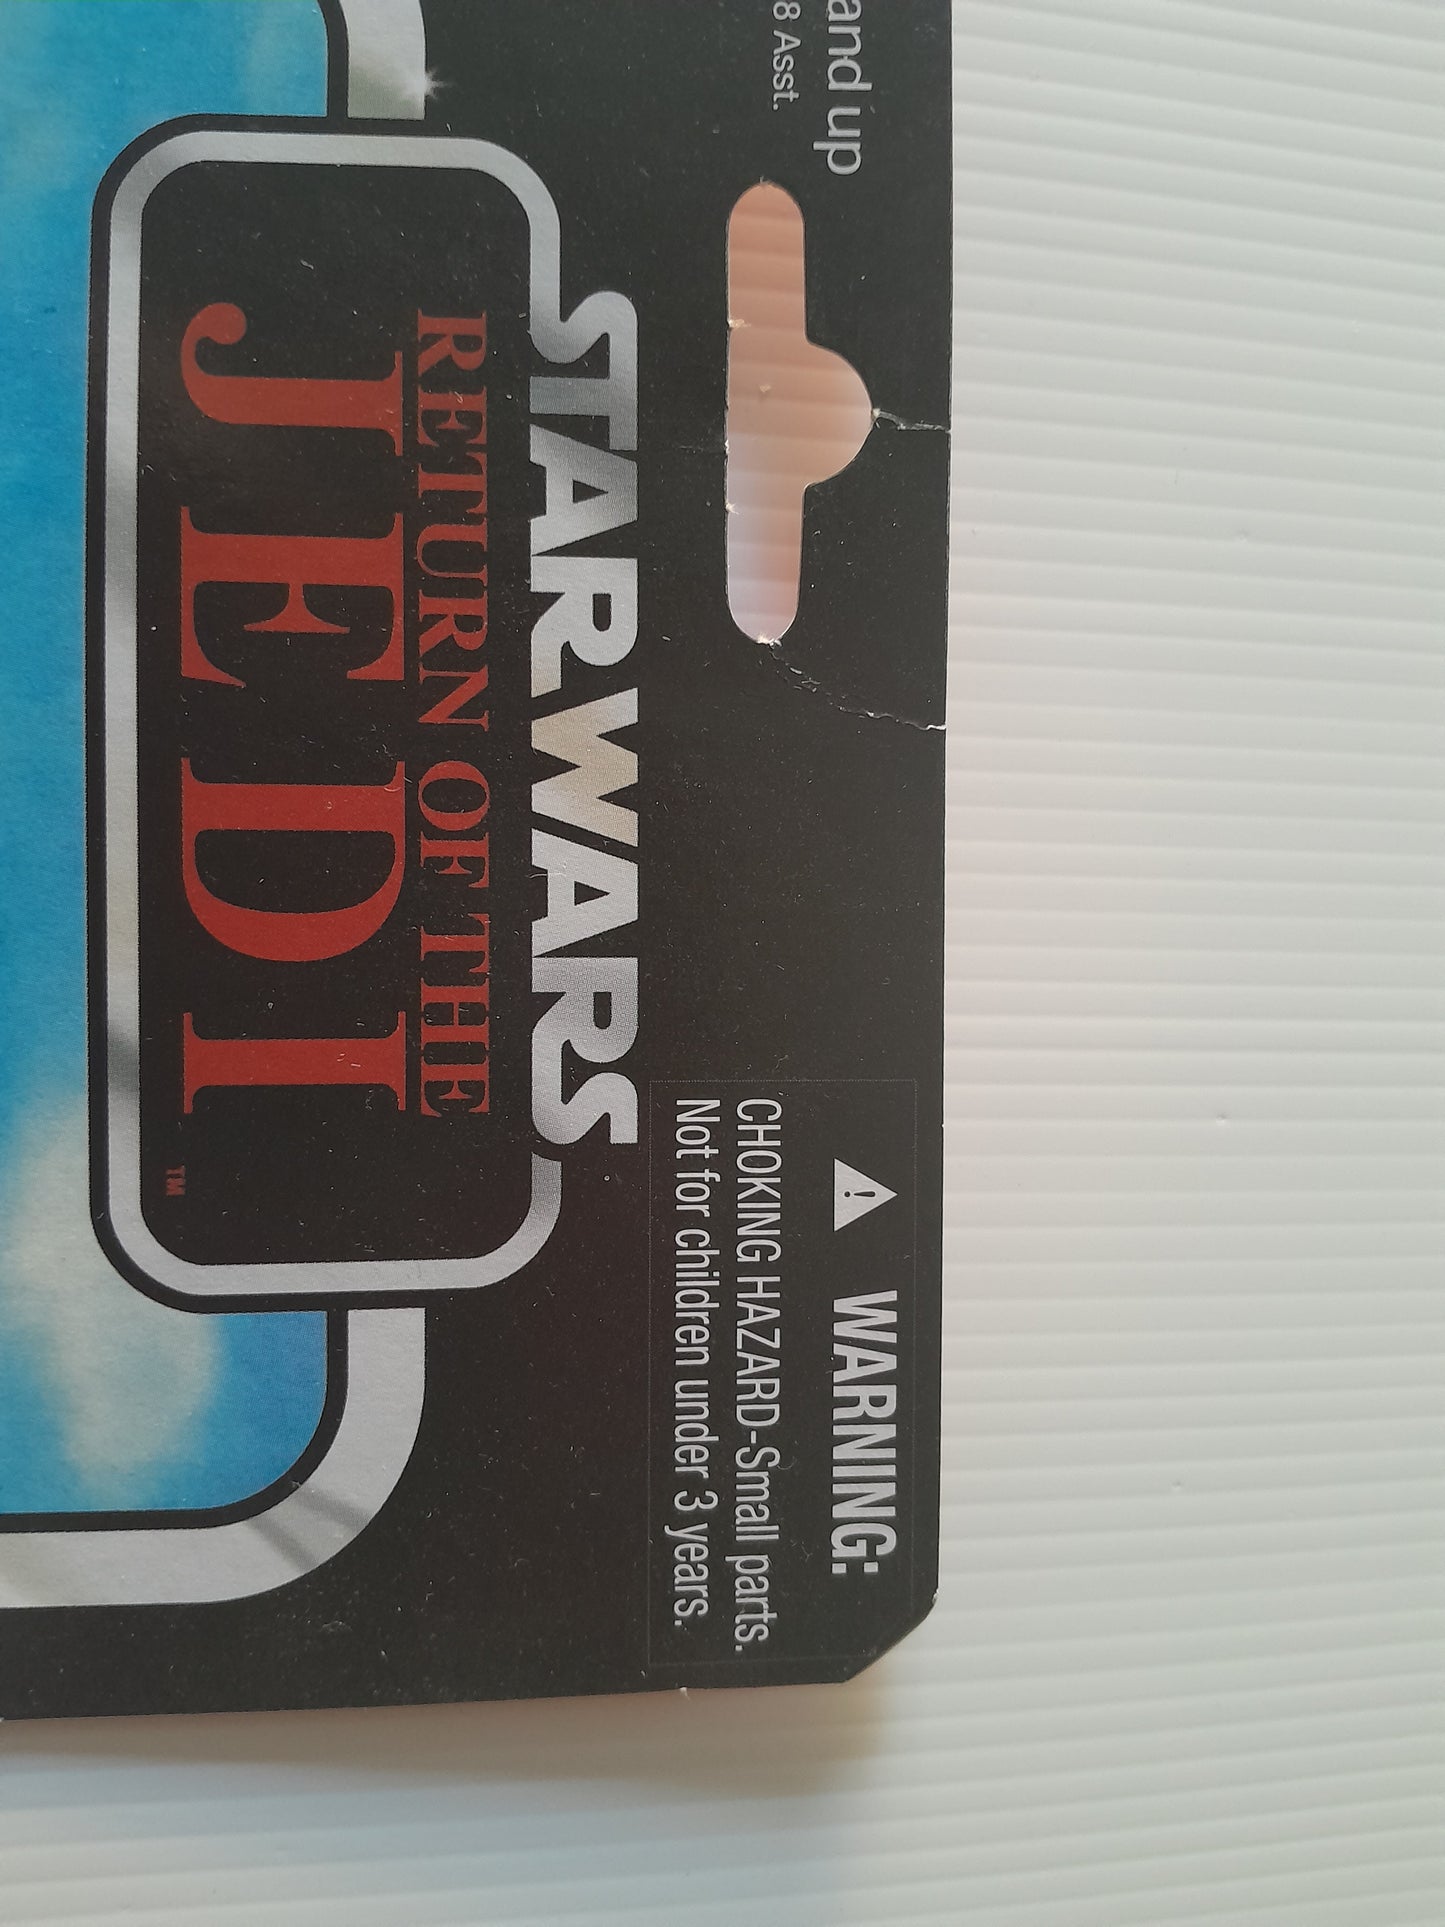 and up
8 Asst.
⚠ WARNING:
CHOKING HAZARD-Small parts.
Not for children under 3 years.
STAR WARS
RETURN OF THE
JEDI
TM